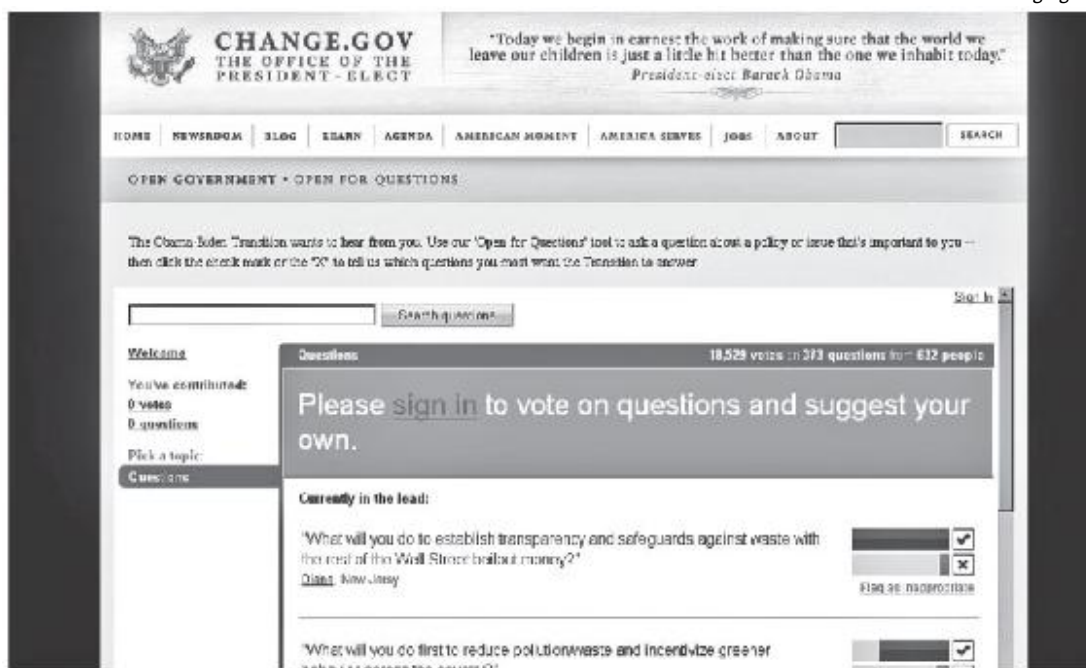 CHANGE.GOV
THE OFFICE OF THE
PRESIDENT-ELECT
"Today we begin in earnest the work of making sure that the world we
leave our children is just a little bit better than the one we inhabit today."
President-elect Barack Obama
HOME NEWSROOM BLOG LEARN AGENDA AMERICAN MOMENT AMERICA SERVES JOBS ABOUT SEARCH
OPEN GOVERNMENT • OPEN FOR QUESTIONS
The Obama-Biden Transition wants to hear from you. Use our "Open for Questions" tool to ask a question about a policy or issue that's important to you --
then click the check mark or the "X" to tell us which questions you most want the Transition to answer
Sign In
Search questions
Welcome
You've contributed:
0 votes
0 questions
Pick a topic:
Questions
Questions
18,529 votes on 373 questions from 632 people
Please sign in to vote on questions and suggest your
own.
Currently in the lead:
"What will you do to establish transparency and safeguards against waste with
the rest of the Wall Street bailout money?"
Diane, New Jersey
Flag as inappropriate
"What will you do first to reduce pollution/waste and incentivize greener